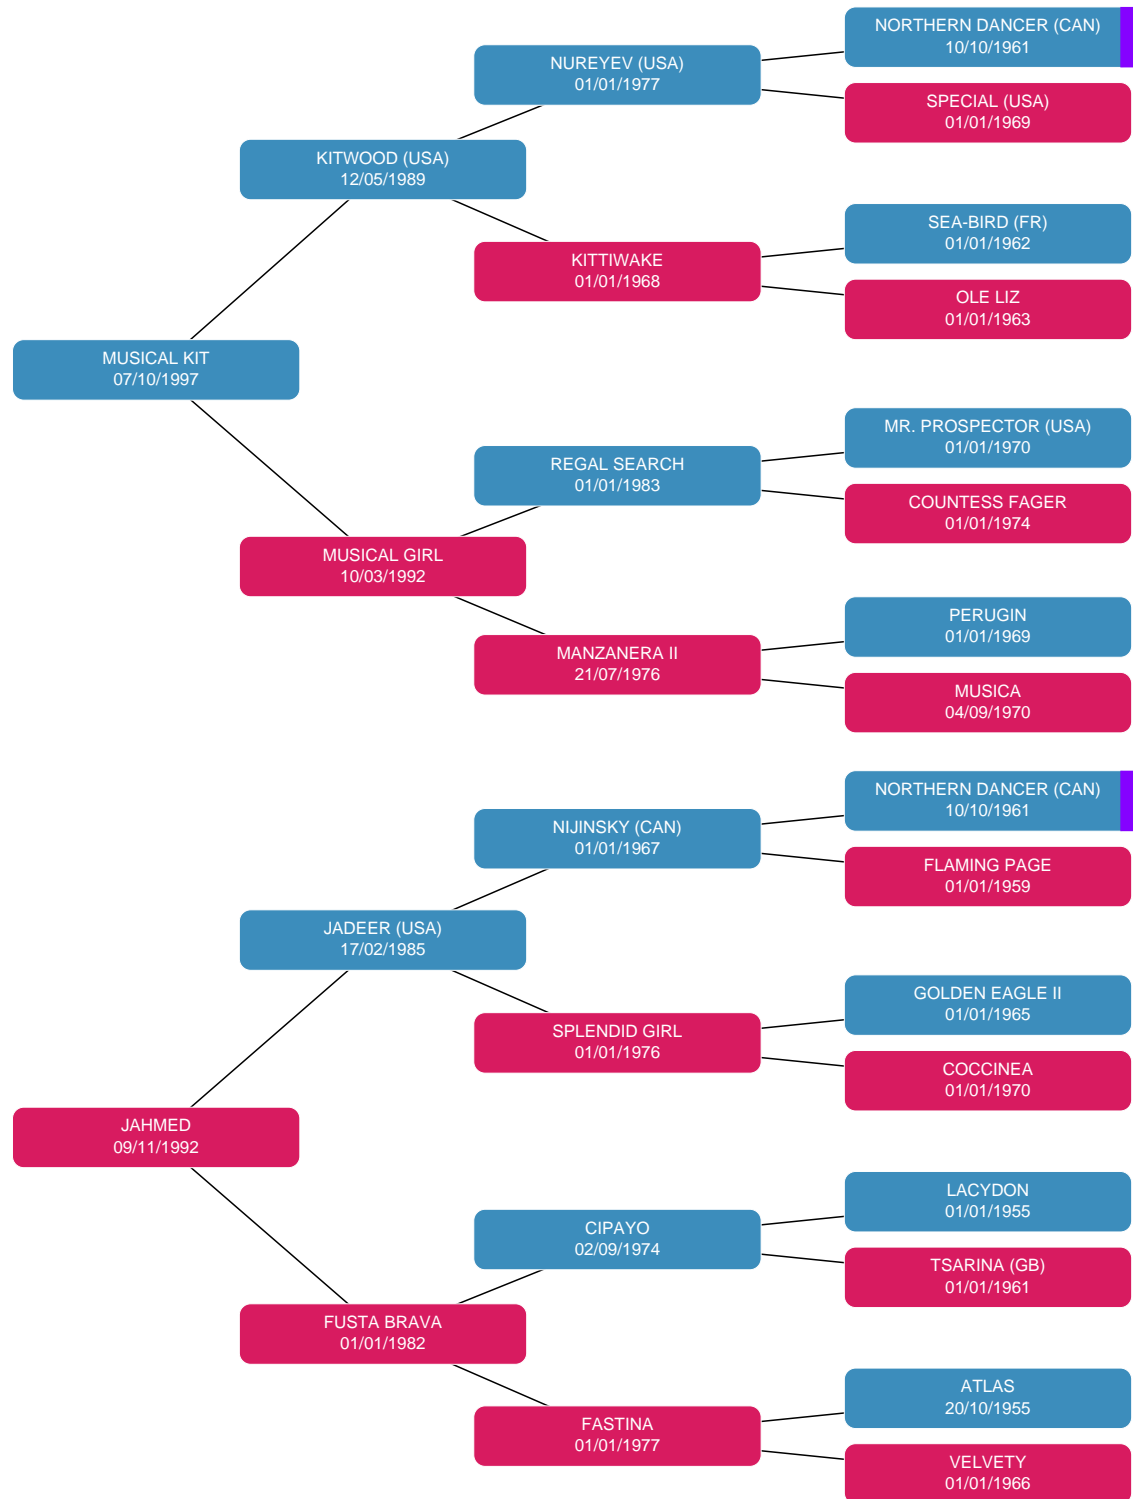 NORTHERN DANCER (CAN)
10/10/1961
NUREYEV (USA)
01/01/1977
SPECIAL (USA)
01/01/1969
KITWOOD (USA)
12/05/1989
SEA-BIRD (FR)
01/01/1962
KITTIWAKE
01/01/1968
OLE LIZ
01/01/1963
MUSICAL KIT
07/10/1997
MR. PROSPECTOR (USA)
01/01/1970
REGAL SEARCH
01/01/1983
COUNTESS FAGER
01/01/1974
MUSICAL GIRL
10/03/1992
PERUGIN
01/01/1969
MANZANERA II
21/07/1976
MUSICA
04/09/1970
NORTHERN DANCER (CAN)
10/10/1961
NIJINSKY (CAN)
01/01/1967
FLAMING PAGE
01/01/1959
JADEER (USA)
17/02/1985
GOLDEN EAGLE II
01/01/1965
SPLENDID GIRL
01/01/1976
COCCINEA
01/01/1970
JAHMED
09/11/1992
LACYDON
01/01/1955
CIPAYO
02/09/1974
TSARINA (GB)
01/01/1961
FUSTA BRAVA
01/01/1982
ATLAS
20/10/1955
FASTINA
01/01/1977
VELVETY
01/01/1966